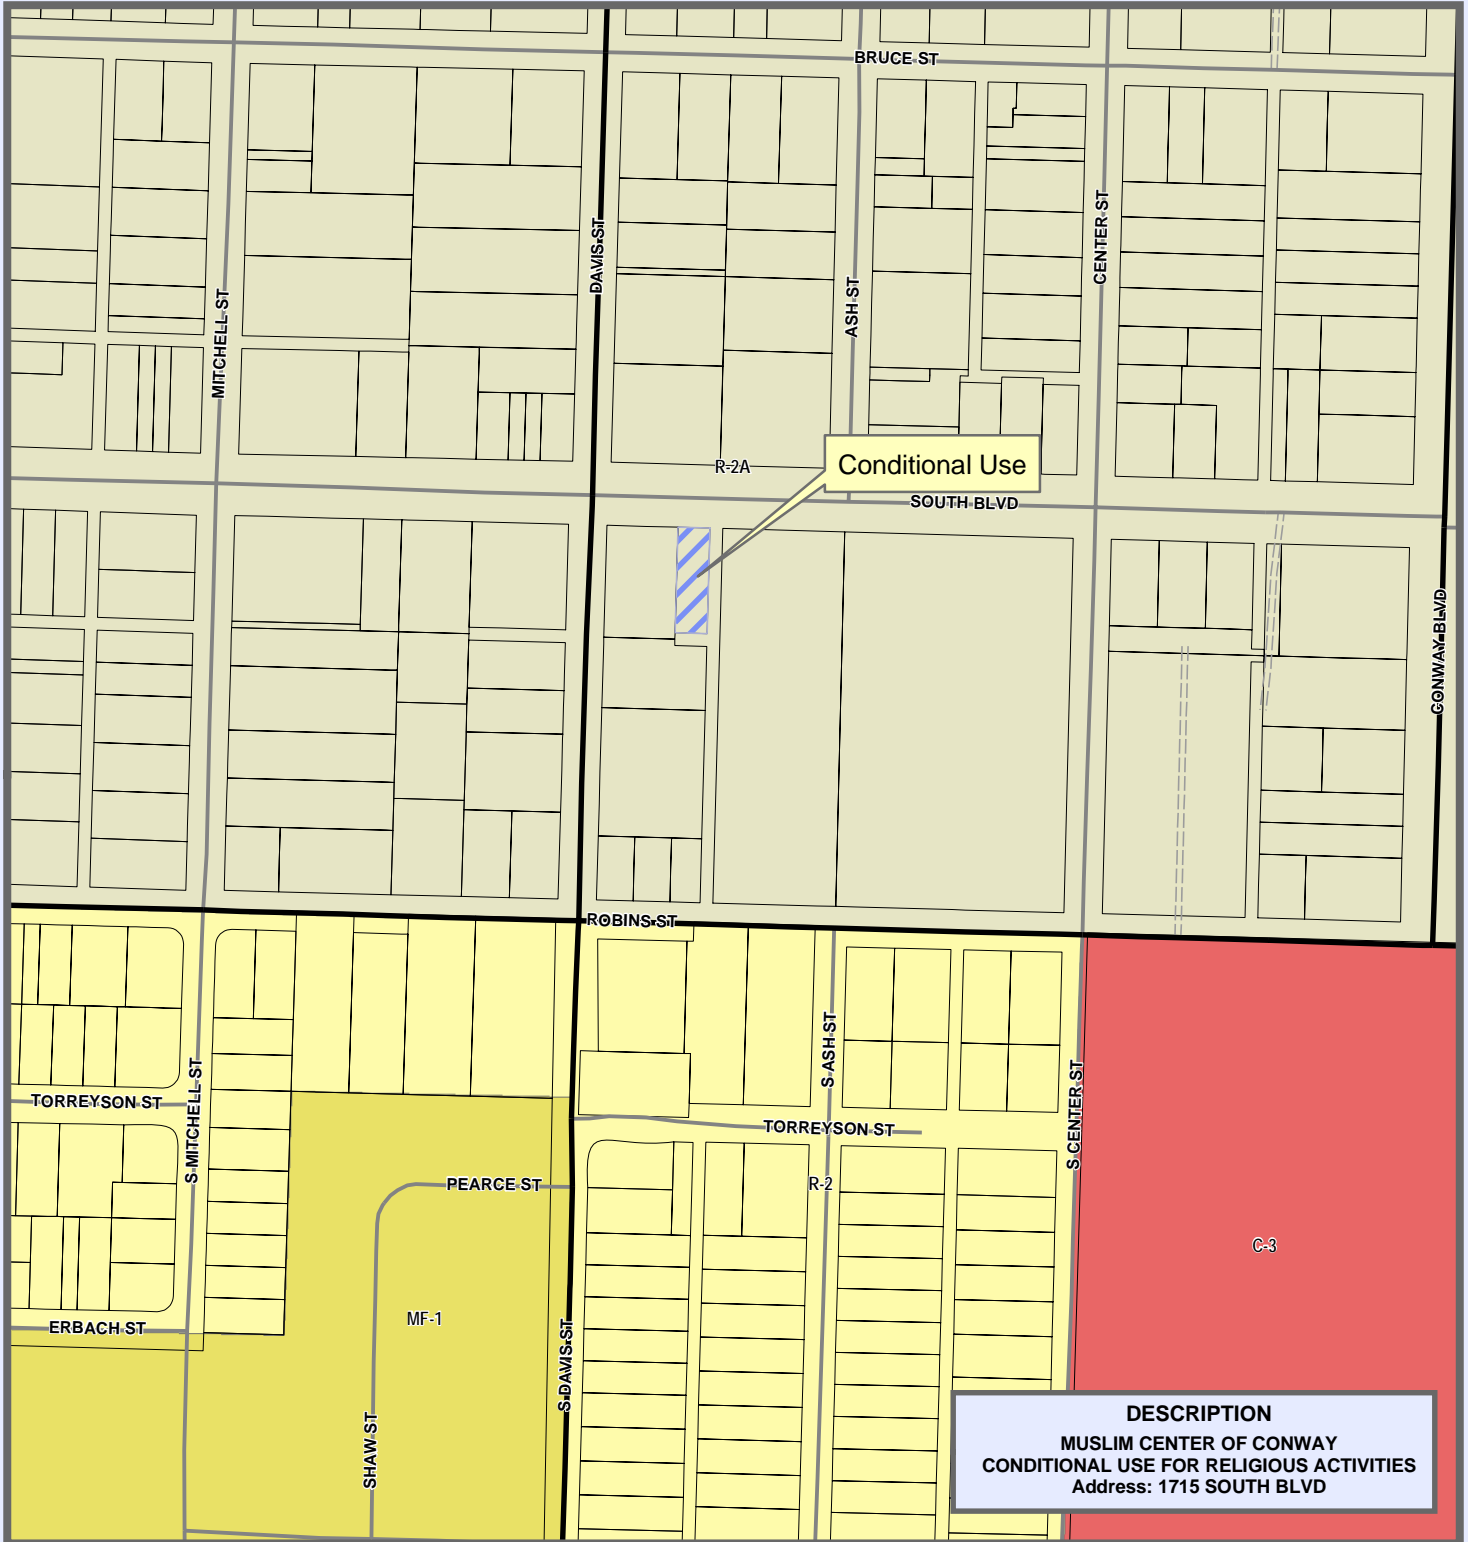 BRUCE ST
DAVIS ST
CENTER ST
ASH ST
MITCHELL ST
Conditional Use
R-2A
SOUTH BLVD
CONWAY BLVD
ROBINS ST
S ASH ST
S MITCHELL ST
S CENTER ST
TORREYSON ST
TORREYSON ST
PEARCE ST
R-2
C-3
MF-1
ERBACH ST
S DAVIS ST
SHAW ST
DESCRIPTION
MUSLIM CENTER OF CONWAY
CONDITIONAL USE FOR RELIGIOUS ACTIVITIES
Address: 1715 SOUTH BLVD